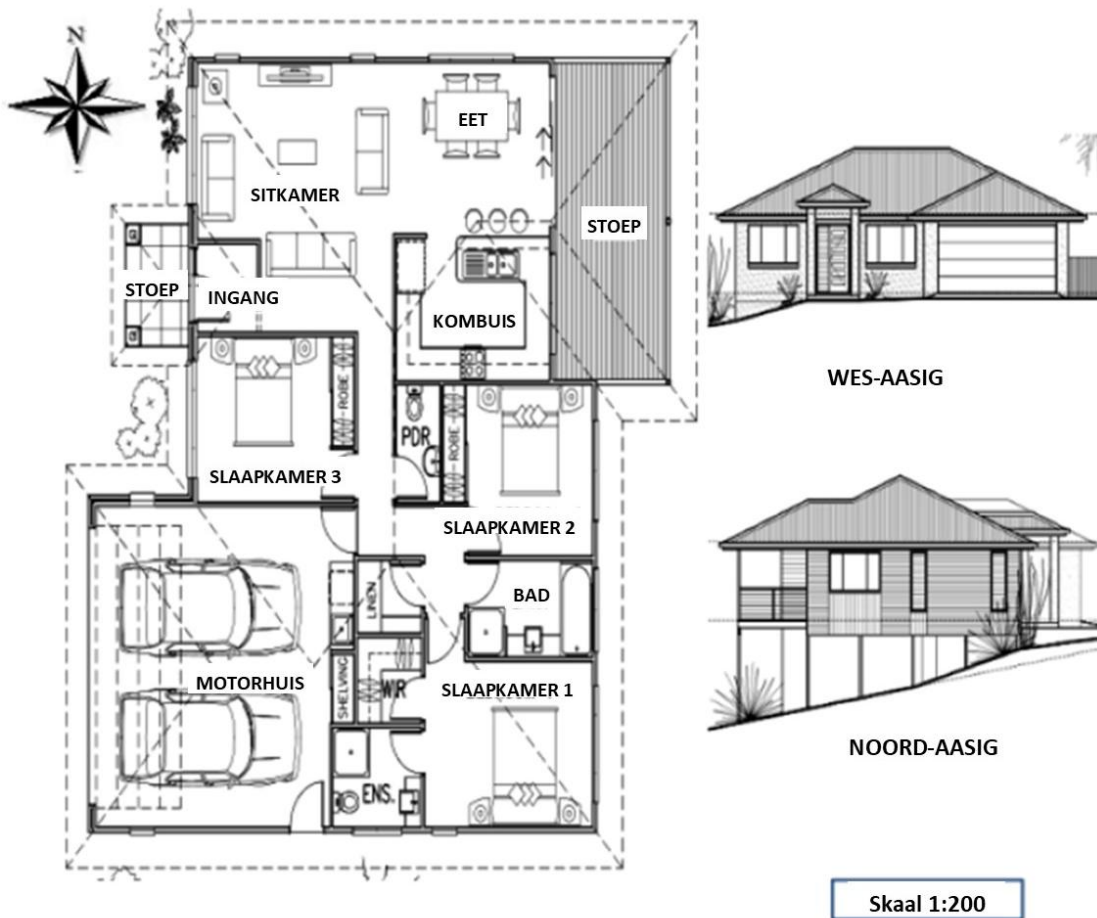 N
EET
SITKAMER
STOEP
STOEP
INGANG
KOMBUIS
WES-AASIG
ROBE
PDR
ROBE
SLAAPKAMER 3
SLAAPKAMER 2
LINEN
BAD
MOTORHUIS
SHELVING
WIR
SLAAPKAMER 1
NOORD-AASIG
ENS.
Skaal 1:200